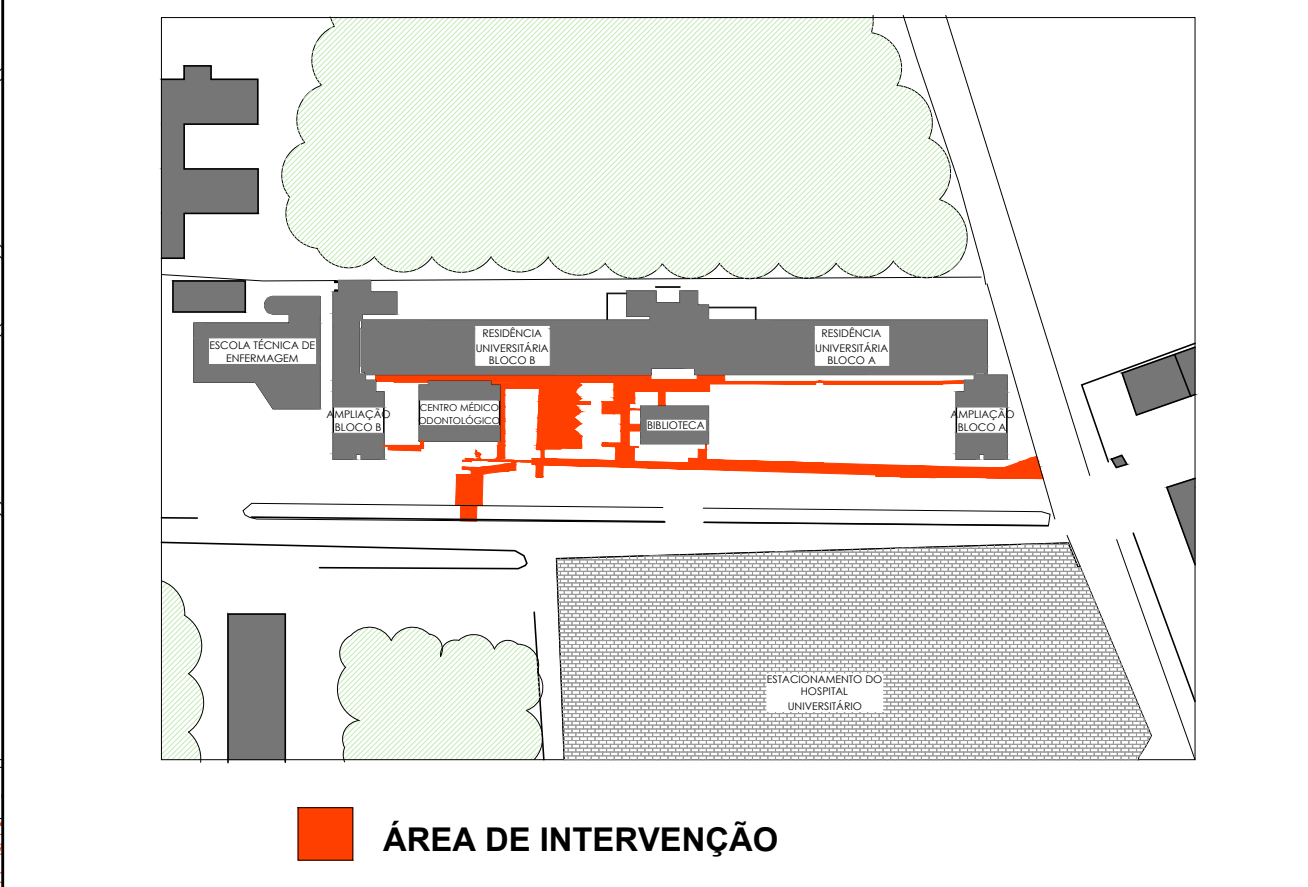 RESIDÊNCIA
UNIVERSITÁRIA
BLOCO B
RESIDÊNCIA
UNIVERSITÁRIA
BLOCO A
ESCOLA TÉCNICA DE
ENFERMAGEM
AMPLIAÇÃO
BLOCO B
CENTRO MÉDICO
ODONTOLÓGICO
BIBLIOTECA
AMPLIAÇÃO
BLOCO A
ESTACIONAMENTO DO
HOSPITAL
UNIVERSITÁRIO
ÁREA DE INTERVENÇÃO